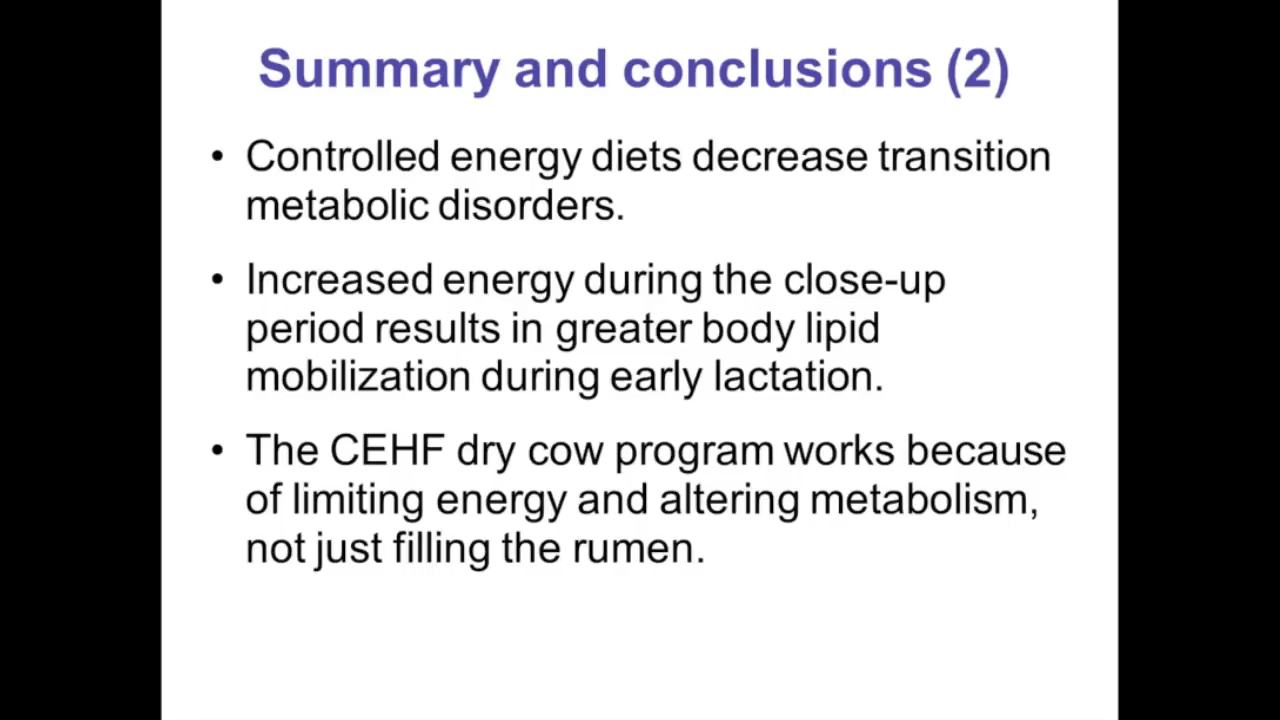 Summary and conclusions (2)
• Controlled energy diets decrease transition
metabolic disorders.
• Increased energy during the close-up
period results in greater body lipid
mobilization during early lactation.
• The CEHF dry cow program works because
of limiting energy and altering metabolism,
not just filling the rumen.